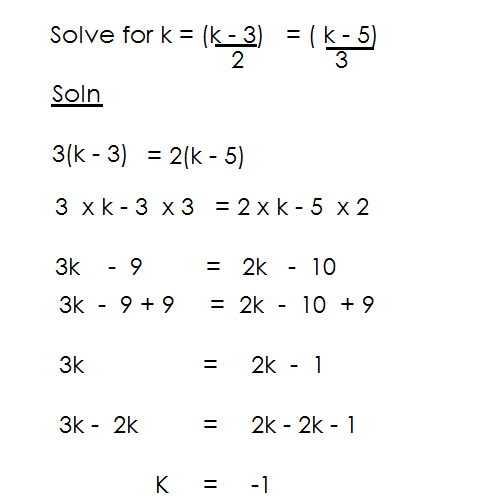 Solve for k = (k - 3) = ( k - 5)
2 3
Soln
3(k - 3) = 2(k - 5)
3 x k - 3 x 3 = 2 x k - 5 x 2
3k - 9 = 2k - 10
3k - 9 + 9 = 2k - 10 + 9
3k = 2k - 1
3k - 2k = 2k - 2k - 1
K = -1